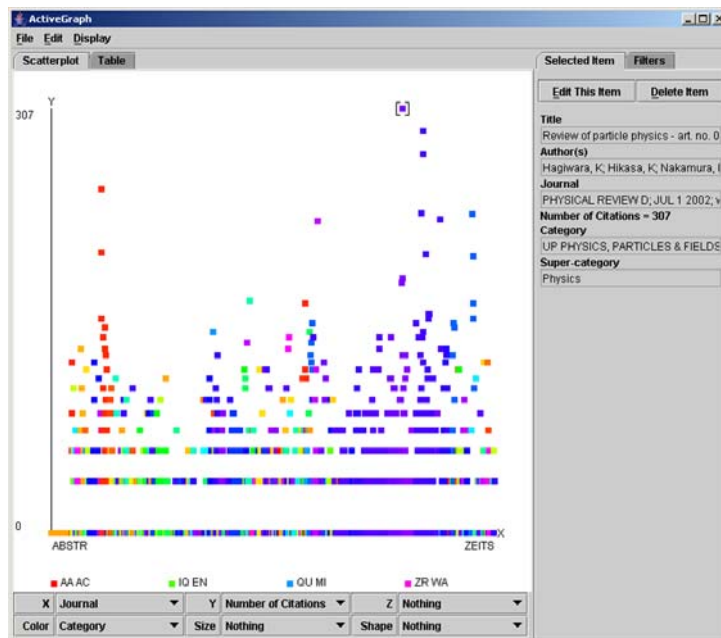 ActiveGraph
File Edit Display
Scatterplot Table
Selected Item Filters
Edit This Item Delete Item
Title
Review of particle physics - art. no. 0
Author(s)
Hagiwara, K; Hikasa, K; Nakamura,
Journal
PHYSICAL REVIEW D; JUL 1 2002;
Number of Citations = 307
Category
UP PHYSICS, PARTICLES & FIELDS
Super-category
Physics
Y
307
0
X
ABSTR ZEITS
AA AC IQ EN QU MI ZR WA
X Journal Y Number of Citations Z Nothing
Color Category Size Nothing Shape Nothing